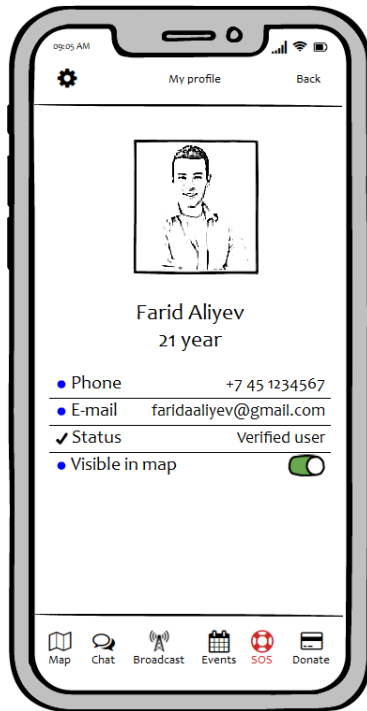 09:05 AM
My profile Back
Farid Aliyev
21 year
Phone +7 45 1234567
E-mail faridaaliyev@gmail.com
Status Verified user
Visible in map
Map Chat Broadcast Events SOS Donate